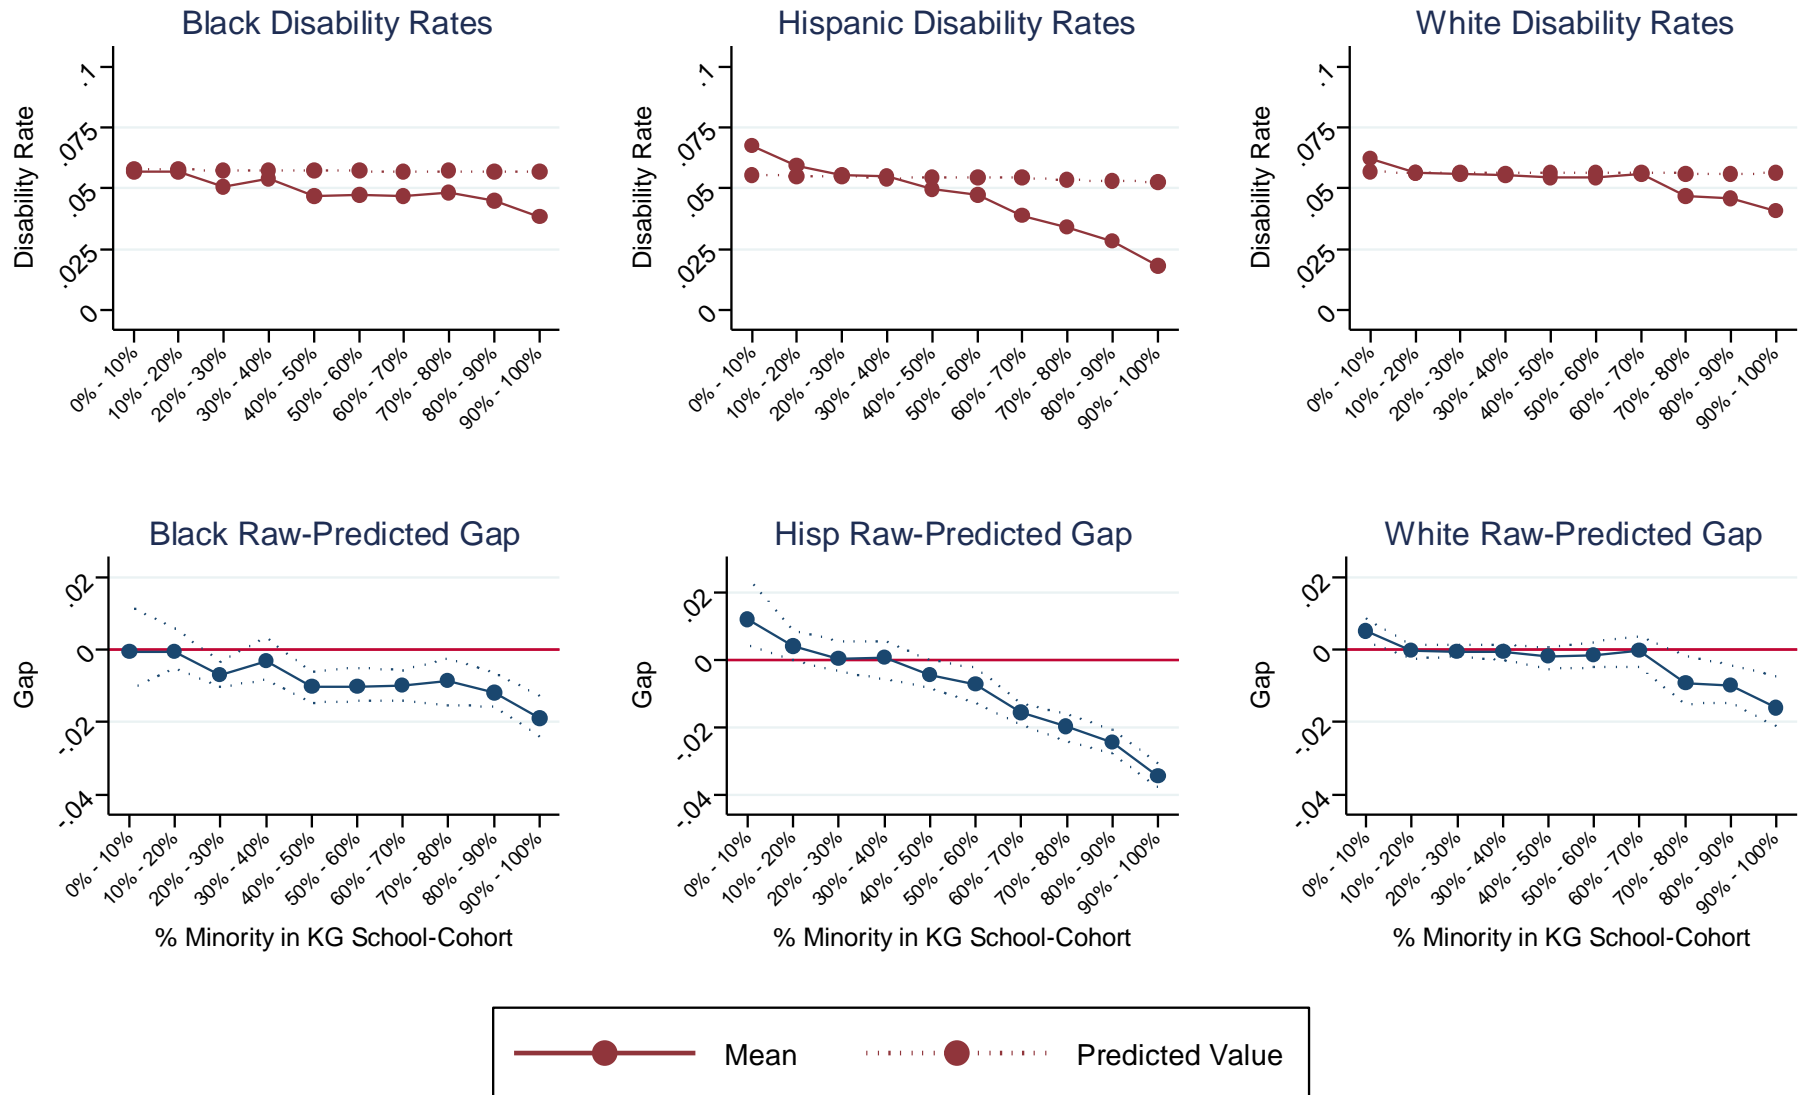 Black Disability Rates
Disability Rate
.1
.075
.05
.025
0
0% - 10%
10% - 20%
20% - 30%
30% - 40%
40% - 50%
50% - 60%
60% - 70%
70% - 80%
80% - 90%
90% - 100%
Hispanic Disability Rates
Disability Rate
.1
.075
.05
.025
0
0% - 10%
10% - 20%
20% - 30%
30% - 40%
40% - 50%
50% - 60%
60% - 70%
70% - 80%
80% - 90%
90% - 100%
White Disability Rates
Disability Rate
.1
.075
.05
.025
0
0% - 10%
10% - 20%
20% - 30%
30% - 40%
40% - 50%
50% - 60%
60% - 70%
70% - 80%
80% - 90%
90% - 100%
Black Raw-Predicted Gap
Gap
.02
0
-.02
-.04
0% - 10%
10% - 20%
20% - 30%
30% - 40%
40% - 50%
50% - 60%
60% - 70%
70% - 80%
80% - 90%
90% - 100%
% Minority in KG School-Cohort
Hisp Raw-Predicted Gap
Gap
.02
0
-.02
-.04
0% - 10%
10% - 20%
20% - 30%
30% - 40%
40% - 50%
50% - 60%
60% - 70%
70% - 80%
80% - 90%
90% - 100%
% Minority in KG School-Cohort
White Raw-Predicted Gap
Gap
.02
0
-.02
-.04
0% - 10%
10% - 20%
20% - 30%
30% - 40%
40% - 50%
50% - 60%
60% - 70%
70% - 80%
80% - 90%
90% - 100%
% Minority in KG School-Cohort
Mean
Predicted Value